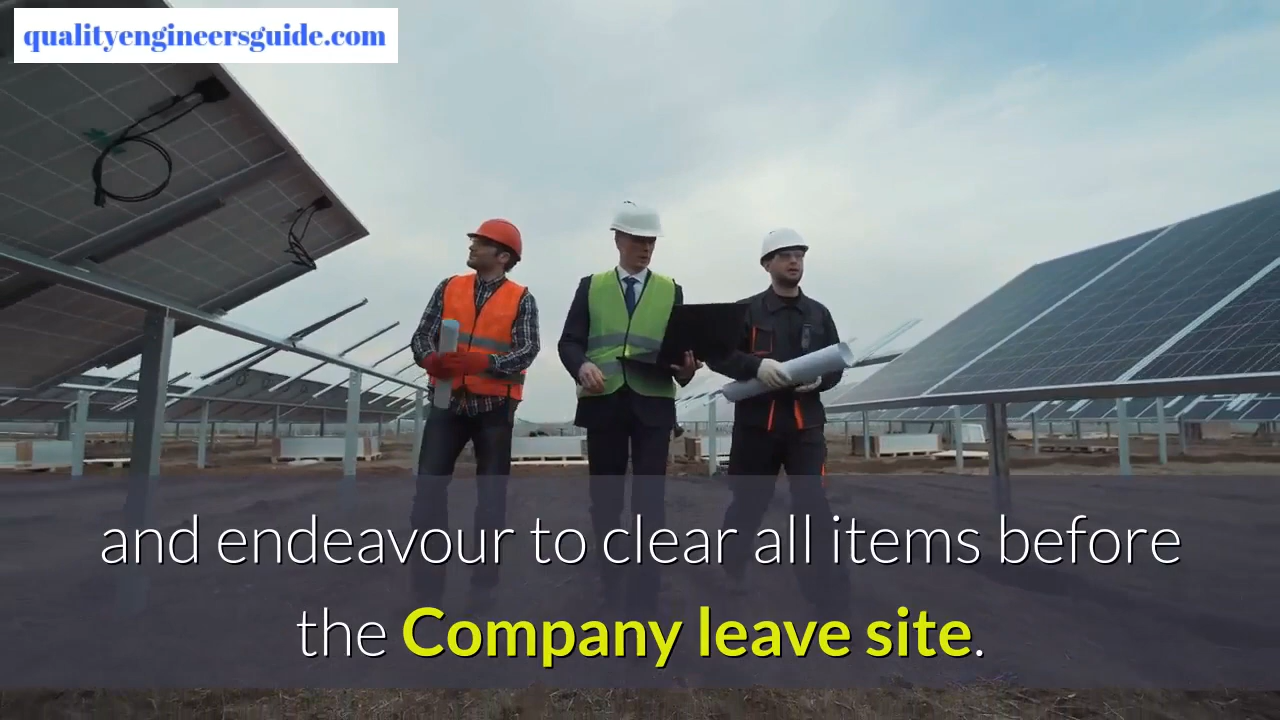 qualityengineersguide.com
and endeavour to clear all items before
the Company leave site.